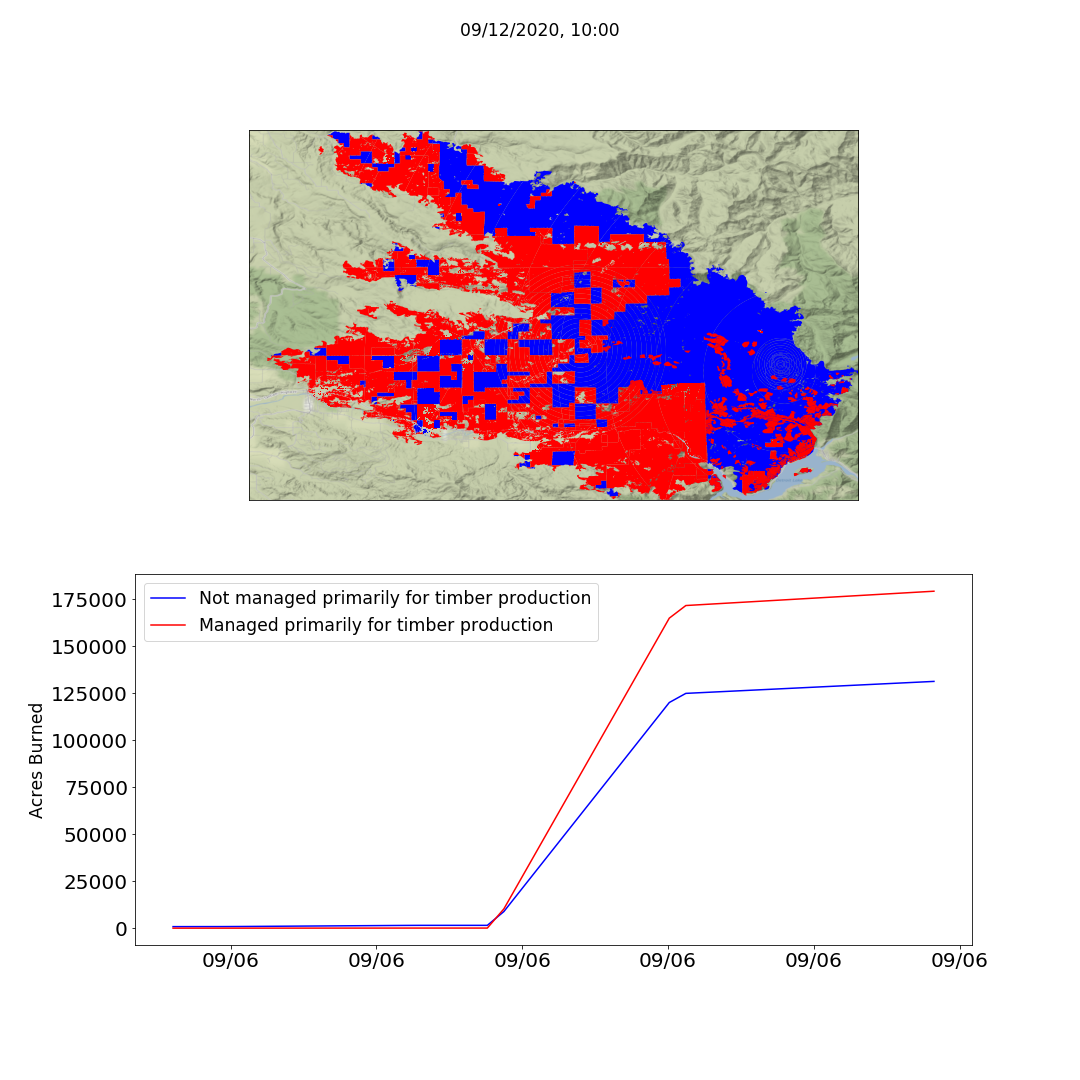 09/12/2020, 10:00
Not managed primarily for timber production
Managed primarily for timber production
Acres Burned
175000
150000
125000
100000
75000
50000
25000
0
09/06 09/06 09/06 09/06 09/06 09/06